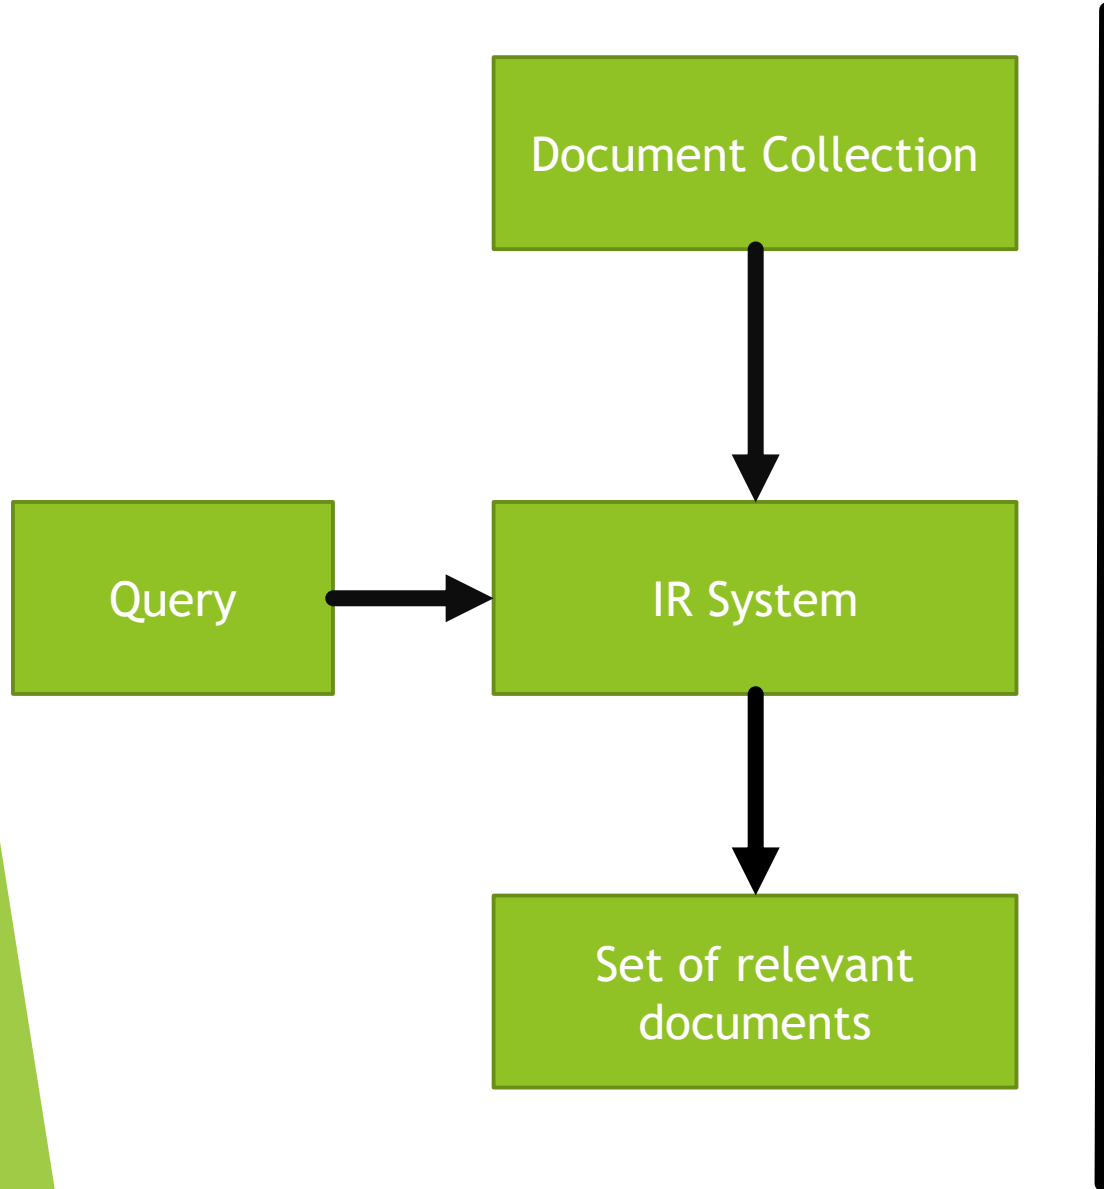 Document Collection
Query
IR System
Set of relevant
documents